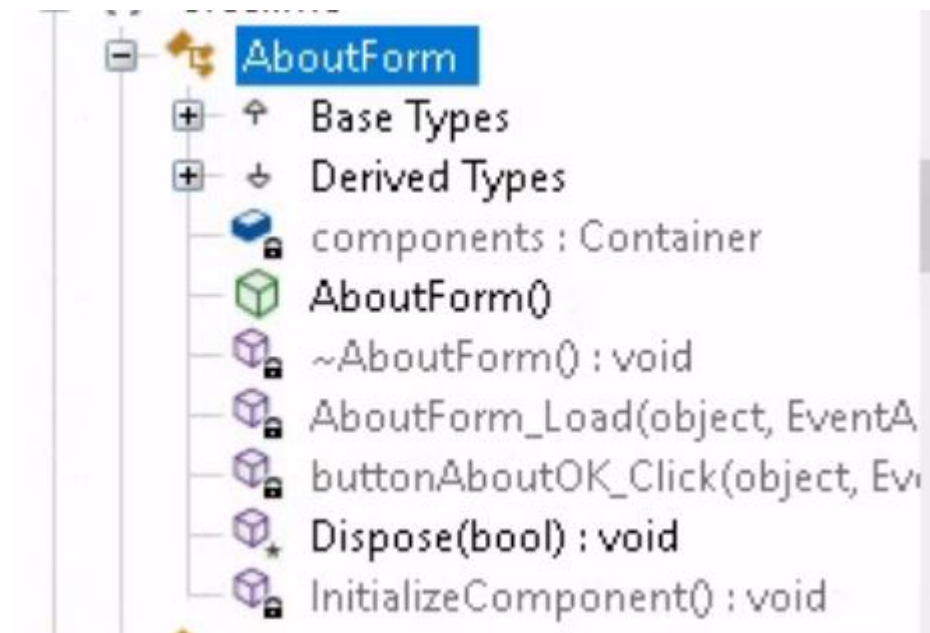 AboutForm
Base Types
Derived Types
components : Container
AboutForm()
~AboutForm() : void
AboutForm_Load(object, EventA
buttonAboutOK_Click(object, Ev
Dispose(bool) : void
InitializeComponent() : void